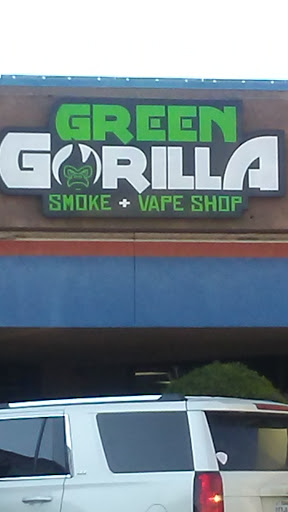 GREEN
GORILLA
SMOKE + VAPE SHOP